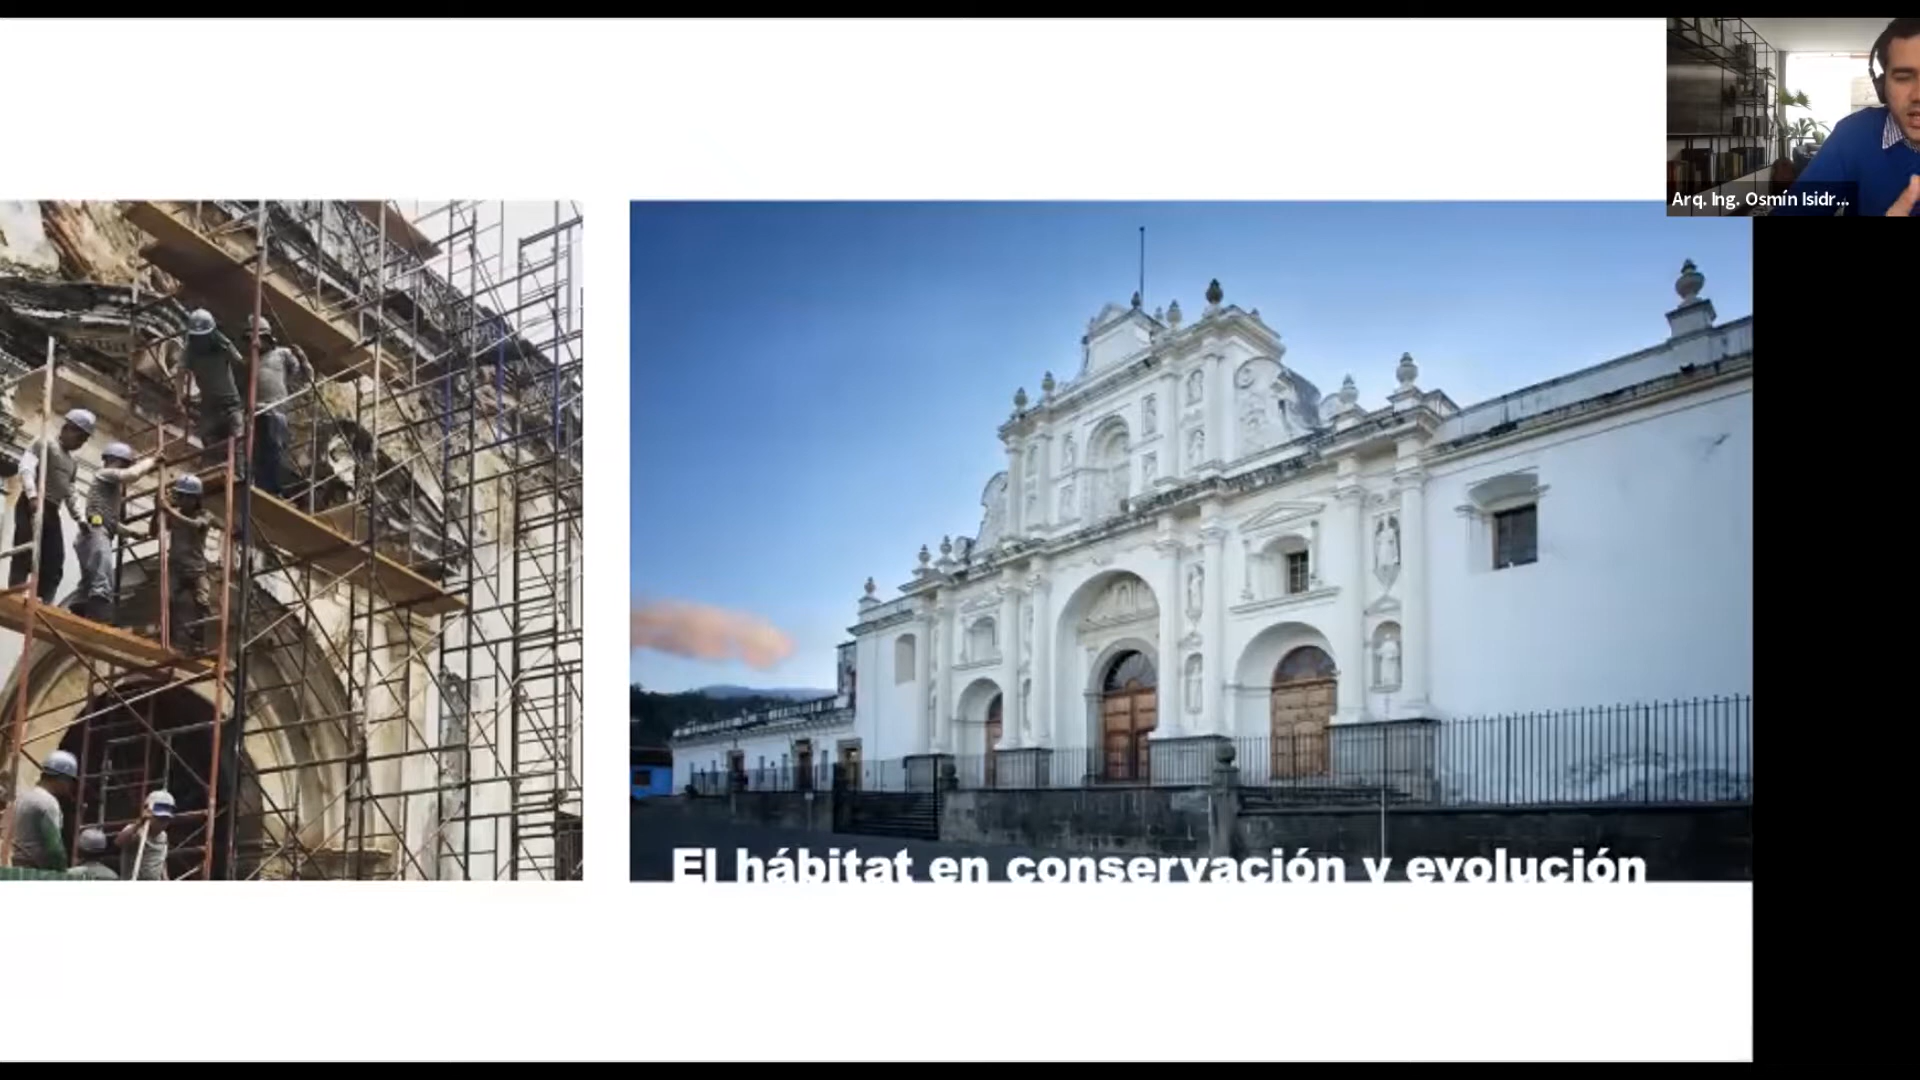 Arq. Ing. Osmín Isidr...
El hábitat en conservación y evolución